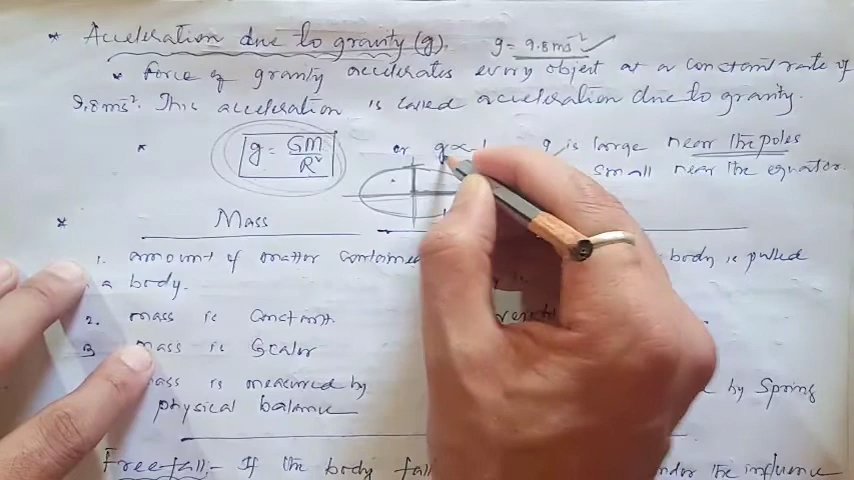 * Acceleration due to gravity (g). g = 9.8ms⁻²
* Force of gravity accelerates every object at a constant rate of
9.8ms⁻². This acceleration is called acceleration due to gravity.
* g = GM/R² or g ∝ 1 g is large near the poles
small near the equator.
* Mass
1. amount of matter contained body is pulled
a body.
2. mass is Constant.
3 mass is Scalar
mass is measured by by Spring
physical balance
Free fall:- If the body fall under the influence